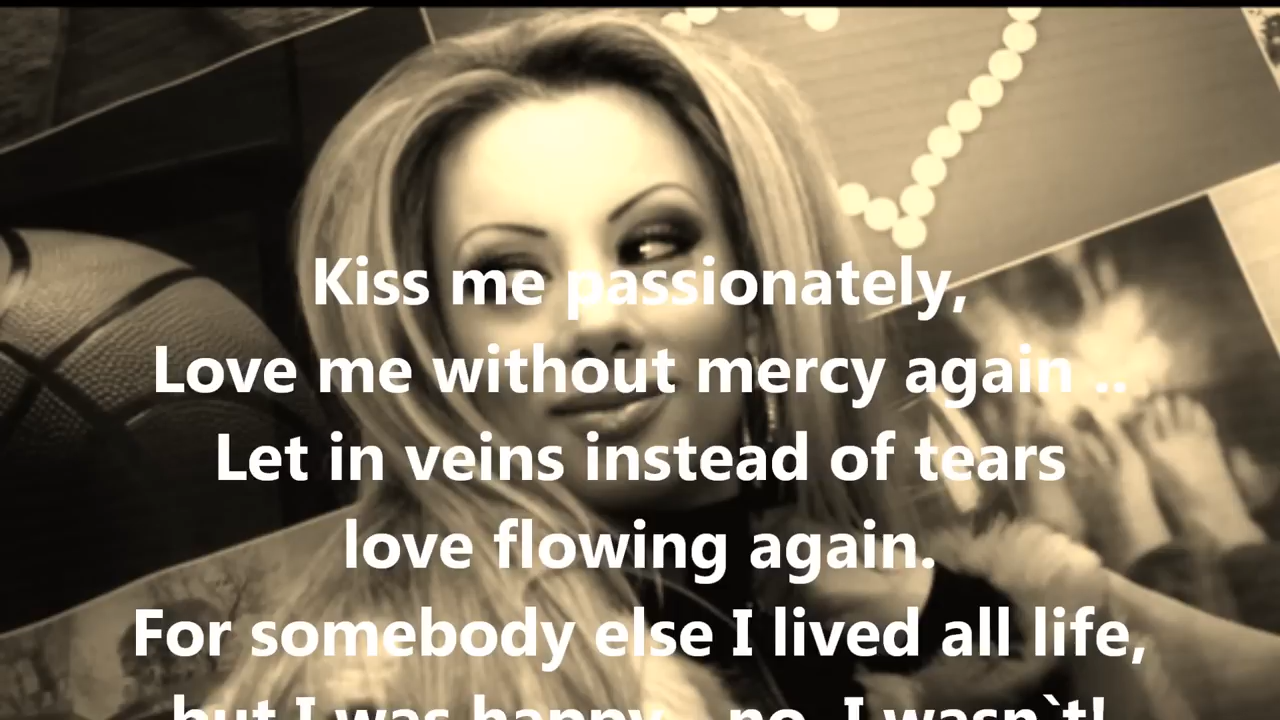 Kiss me passionately,
Love me without mercy again ..
Let in veins instead of tears
love flowing again.
For somebody else I lived all life,
but I was happy... no, I wasn`t!